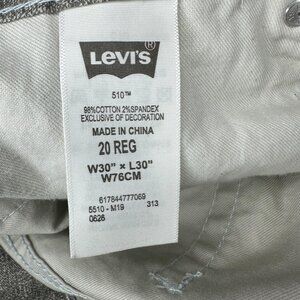 LEVI'S®
510™
98%COTTON 2%SPANDEX
EXCLUSIVE OF DECORATION
MADE IN CHINA
20 REG
W30" × L30"
W76CM
617844777069
5510 - M19 313
0626